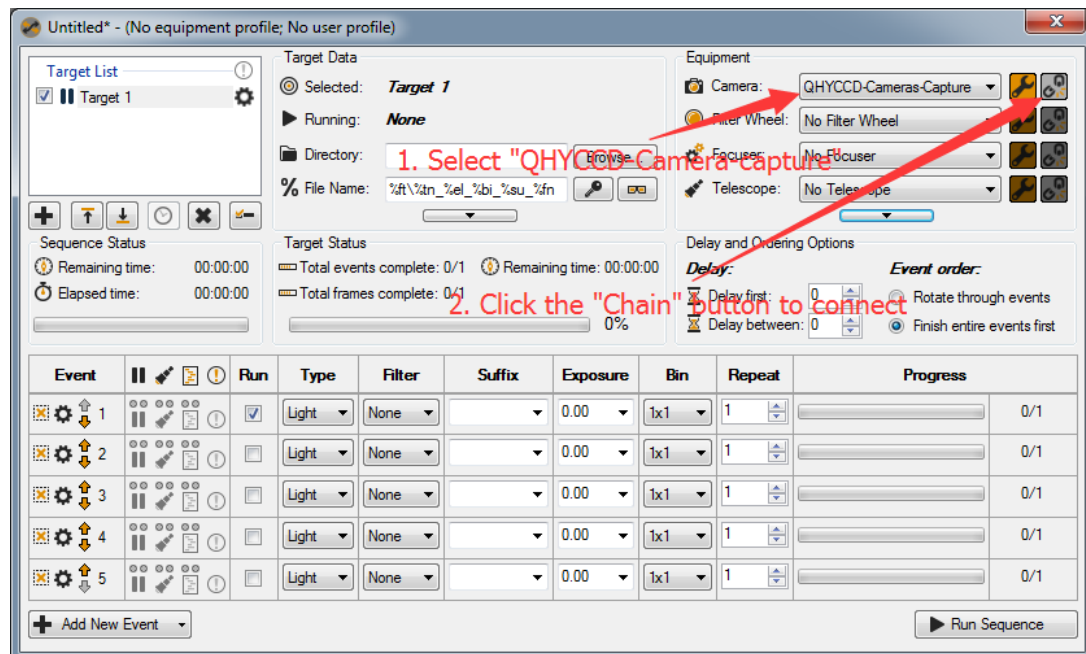 Untitled* - (No equipment profile; No user profile)
Target List
Target 1
Target Data
Selected: Target 1
Running: None
Directory: Browse
File Name: %ft\%tn_%el_%bi_%su_%fn
Equipment
Camera: QHYCCD-Cameras-Capture
Filter Wheel: No Filter Wheel
Focuser: No Focuser
Telescope: No Telescope
1. Select "QHYCCD-Camera-capture"
Sequence Status
Remaining time: 00:00:00
Elapsed time: 00:00:00
Target Status
Total events complete: 0/1 Remaining time: 00:00:00
Total frames complete: 0/1
0%
Delay and Ordering Options
Delay: Event order:
Delay first: 0 Rotate through events
Delay between: 0 Finish entire events first
2. Click the "Chain" button to connect
Event Run Type Filter Suffix Exposure Bin Repeat Progress
1 Light None 0.00 1x1 1 0/1
2 Light None 0.00 1x1 1 0/1
3 Light None 0.00 1x1 1 0/1
4 Light None 0.00 1x1 1 0/1
5 Light None 0.00 1x1 1 0/1
Add New Event Run Sequence